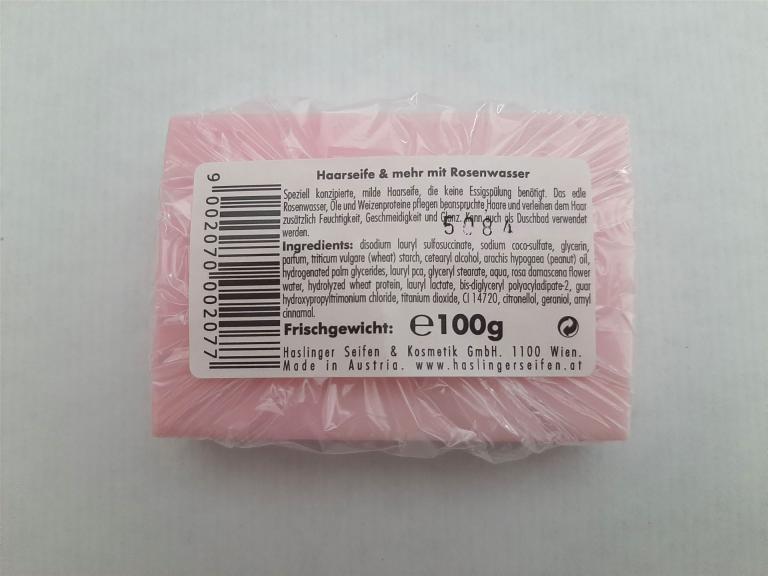 Haarseife & mehr mit Rosenwasser
Speziell konzipierte, milde Haarseife, die keine Essigspülung benötigt. Das edle
Rosenwasser, Öle und Weizenproteine pflegen beanspruchte Haare und verleihen dem Haar
zusätzlich Feuchtigkeit, Geschmeidigkeit und Glanz. Kann auch als Duschbad verwendet
werden.
5084
Ingredients: disodium lauryl sulfosuccinate, sodium coco-sulfate, glycerin,
parfum, triticum vulgare (wheat) starch, cetearyl alcohol, arachis hypogaea (peanut) oil,
hydrogenated palm glycerides, lauryl pca, glyceryl stearate, aqua, rosa damascena flower
water, hydrolyzed wheat protein, lauryl lactate, bis-diglyceryl polyacyladipate-2, guar
hydroxypropyltrimonium chloride, titanium dioxide, CI 14720, citronellol, geraniol, amyl
cinnamal.
Frischgewicht: ℮100g
Haslinger Seifen & Kosmetik GmbH. 1100 Wien.
Made in Austria. www.haslingerseifen.at
9 002070 002077